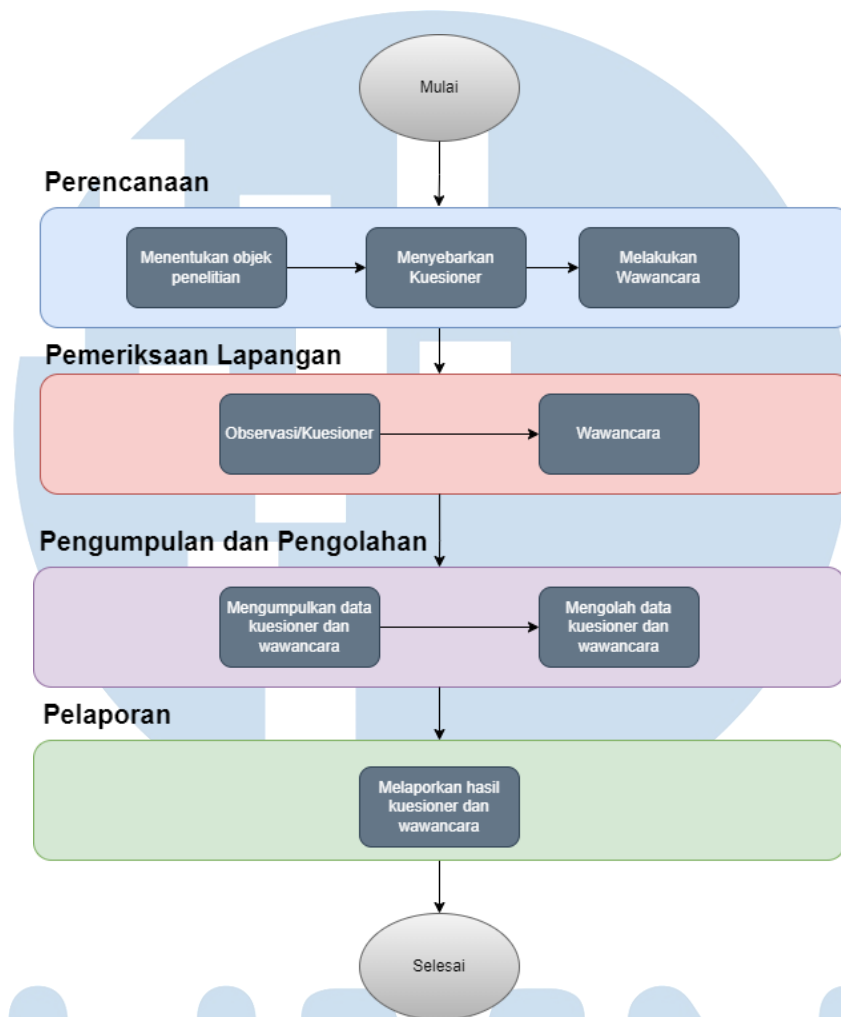 Mulai
Perencanaan
Menentukan objek
penelitian
Menyebarkan
Kuesioner
Melakukan
Wawancara
Pemeriksaan Lapangan
Observasi/Kuesioner
Wawancara
Pengumpulan dan Pengolahan
Mengumpulkan data
kuesioner dan
wawancara
Mengolah data
kuesioner dan
wawancara
Pelaporan
Melaporkan hasil
kuesioner dan
wawancara
Selesai